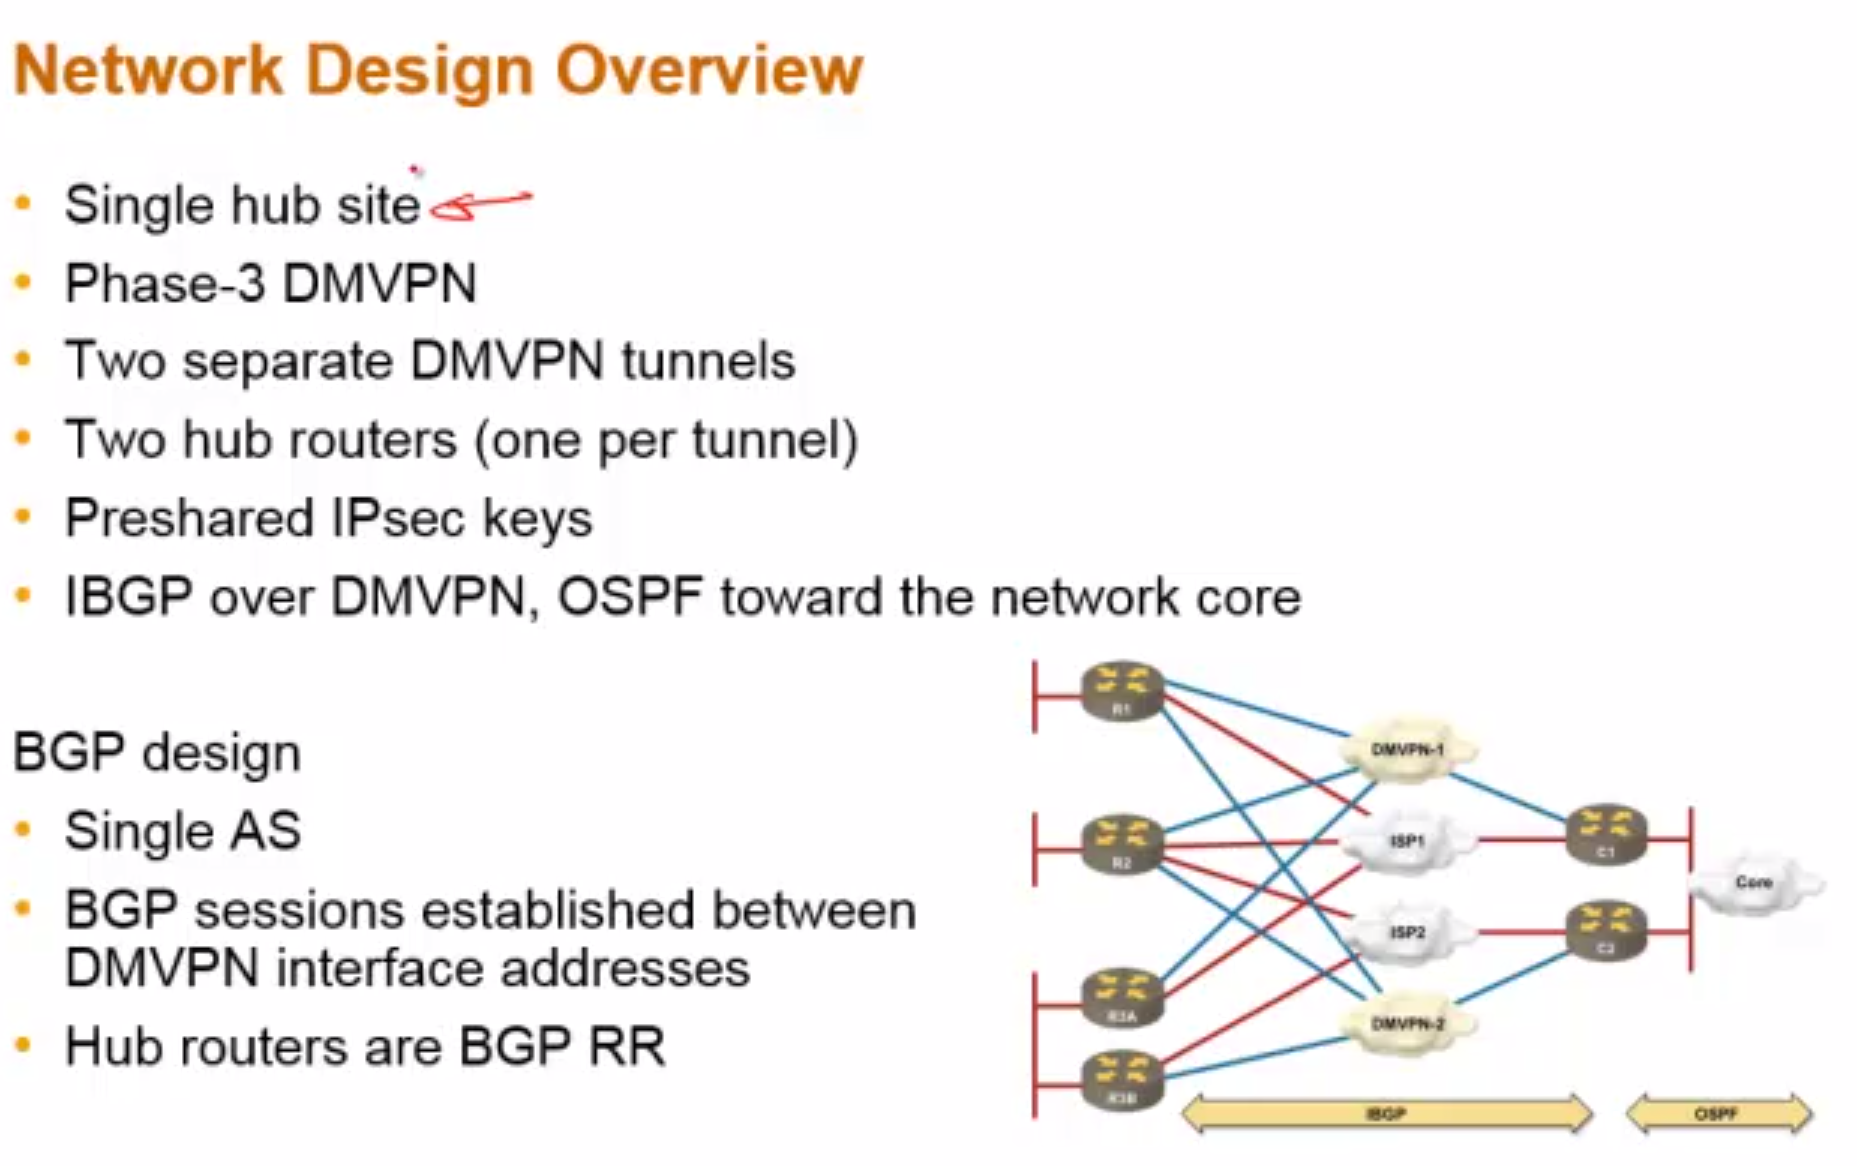 Network Design Overview
• Single hub site
• Phase-3 DMVPN
• Two separate DMVPN tunnels
• Two hub routers (one per tunnel)
• Preshared IPsec keys
• IBGP over DMVPN, OSPF toward the network core
BGP design
• Single AS
• BGP sessions established between
DMVPN interface addresses
• Hub routers are BGP RR
R1
DMVPN-1
R2
ISP1
C1
Core
ISP2
C2
R3A
DMVPN-2
R3B
IBGP
OSPF